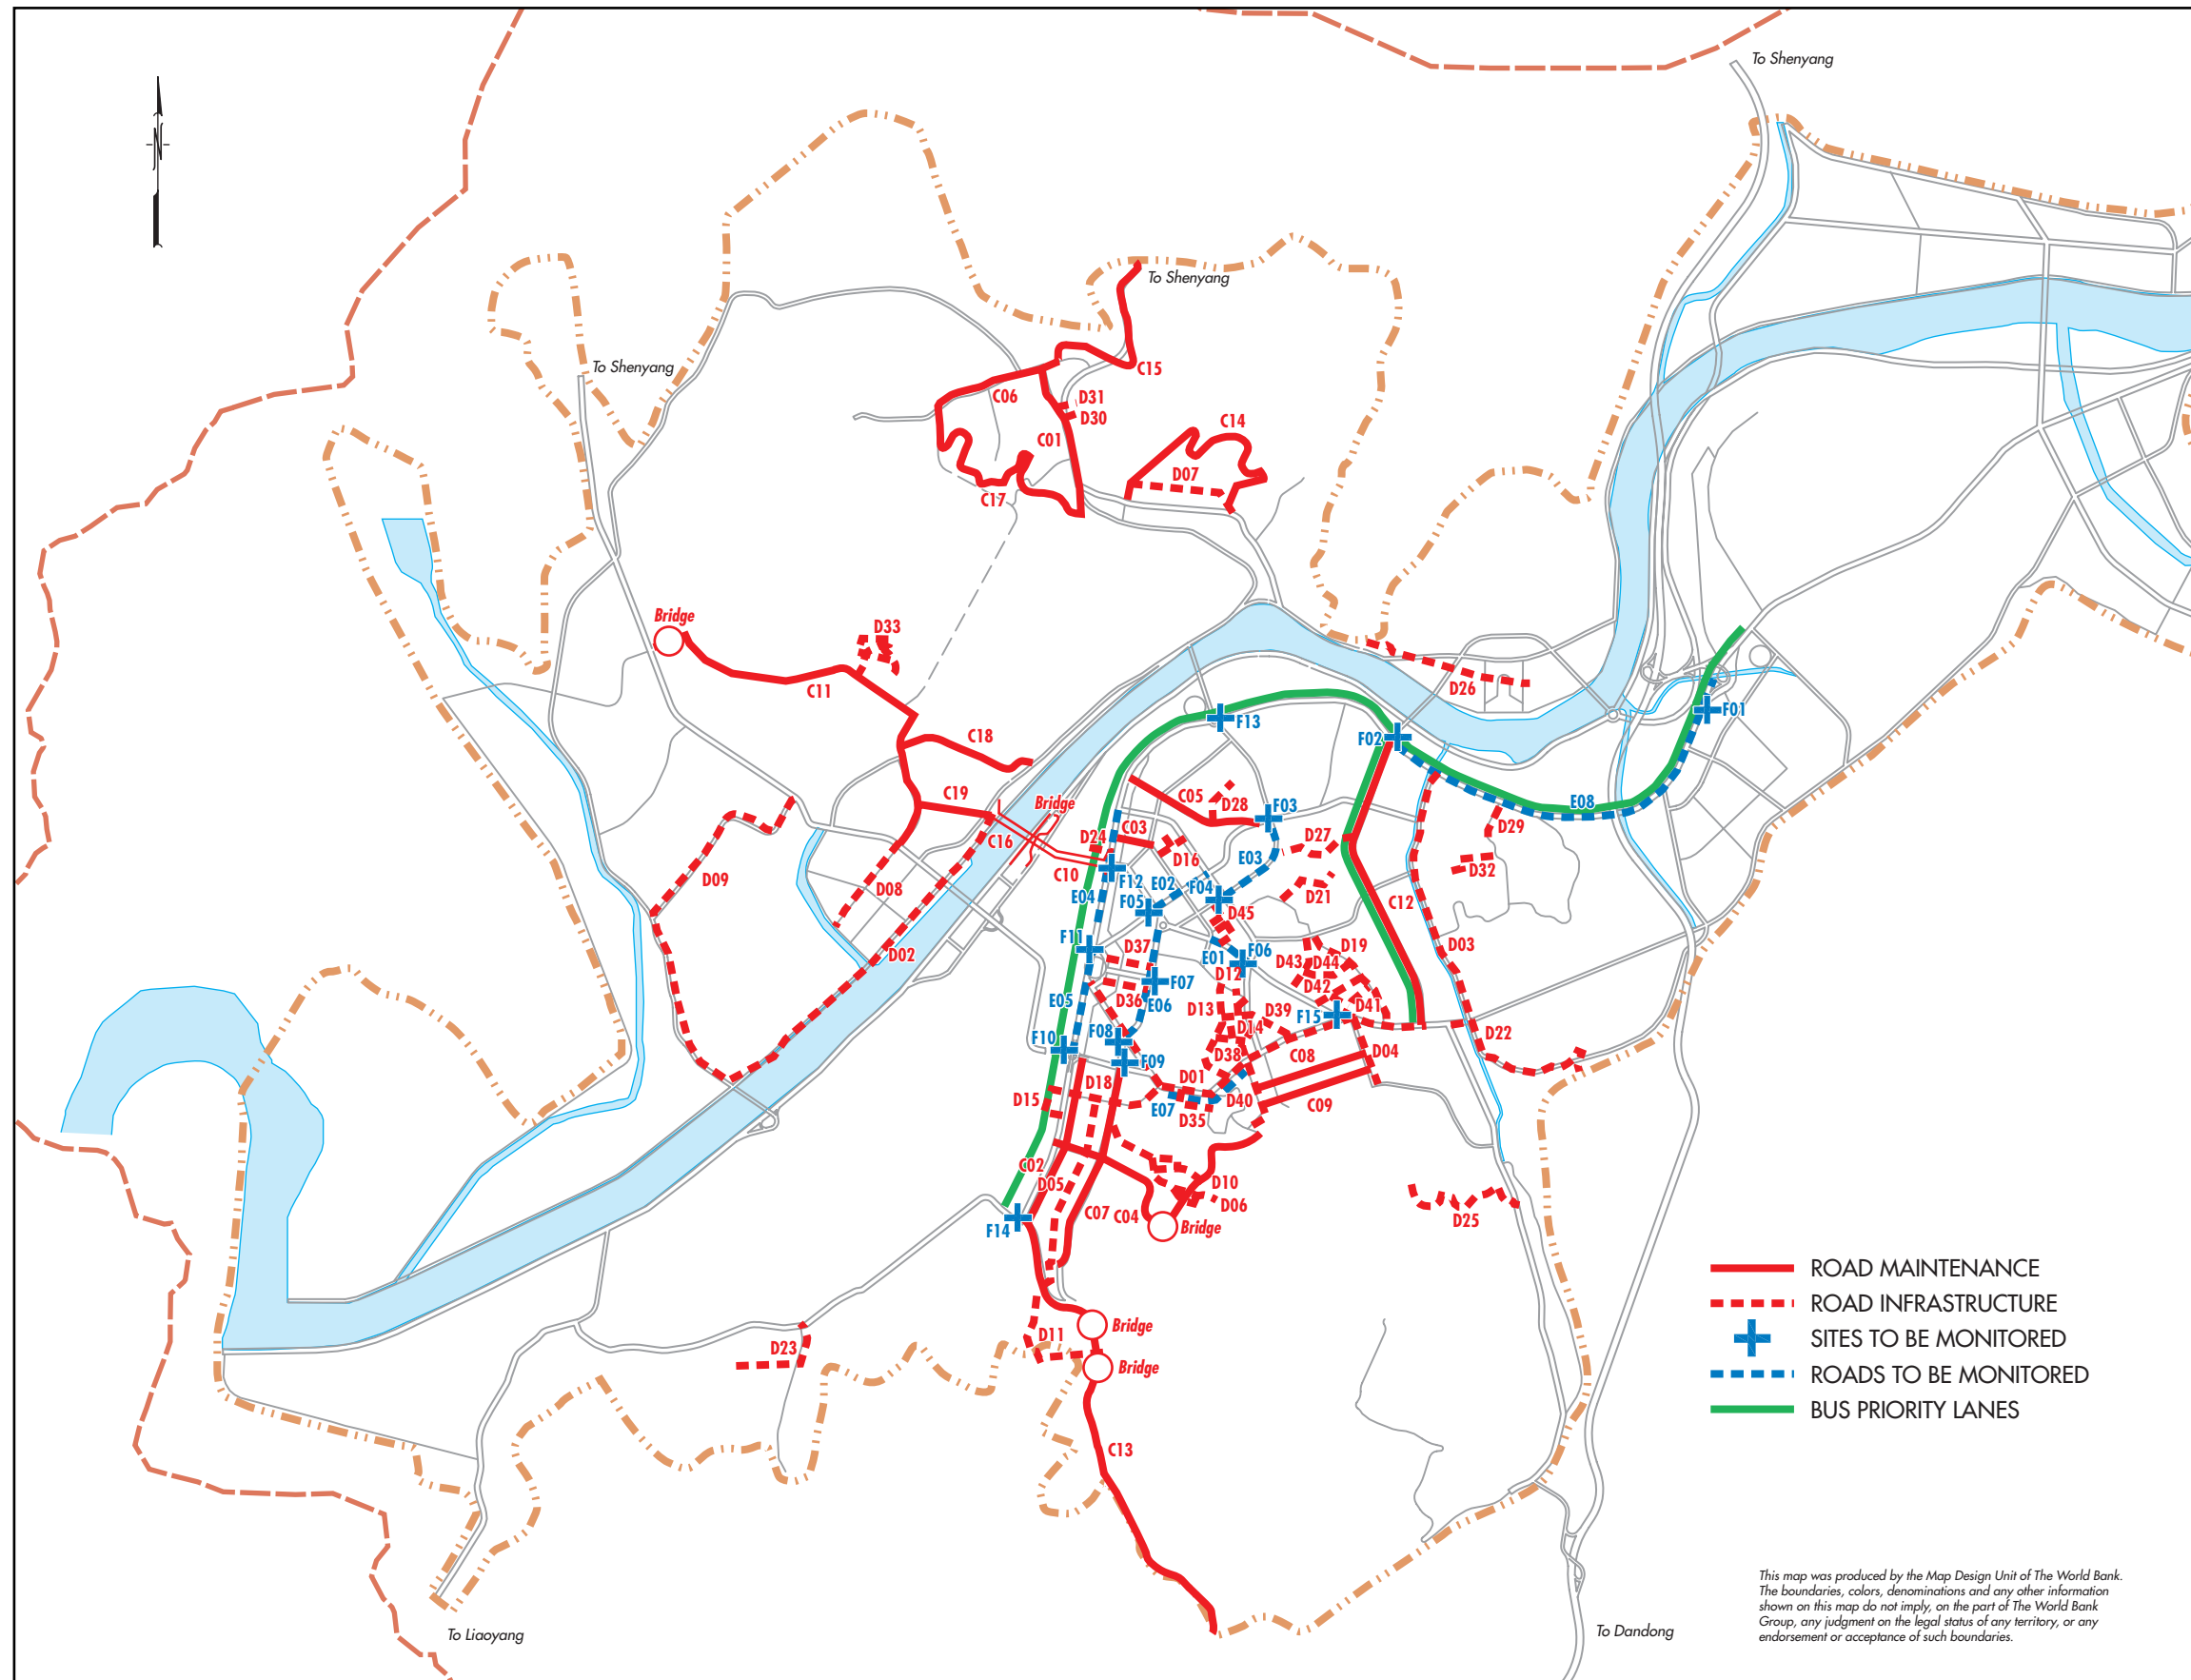 To Shenyang
N
To Shenyang
To Shenyang
C15
C06
D31
D30
C14
C01
D07
C17
Bridge
D33
C11
D26
F01
F13
F02
C18
C19
Bridge
C05
D28
F03
E08
C16
D24
C03
D29
D27
D16
E03
D32
C10
F12
E02
F04
D09
D08
E04
F05
D21
C12
D45
F11
D37
E01
F06
D19
D03
D02
D43
D44
D12
F07
D42
E05
D36
E06
D13
D39
D41
F15
D14
D22
F10
F08
D38
C08
D04
F09
D18
D01
D15
E07
D40
C09
D35
C02
D05
D10
D06
C07
C04
D25
F14
Bridge
D11
Bridge
D23
Bridge
C13
ROAD MAINTENANCE
ROAD INFRASTRUCTURE
SITES TO BE MONITORED
ROADS TO BE MONITORED
BUS PRIORITY LANES
To Liaoyang
To Dandong
This map was produced by the Map Design Unit of The World Bank.
The boundaries, colors, denominations and any other information
shown on this map do not imply, on the part of The World Bank
Group, any judgment on the legal status of any territory, or any
endorsement or acceptance of such boundaries.